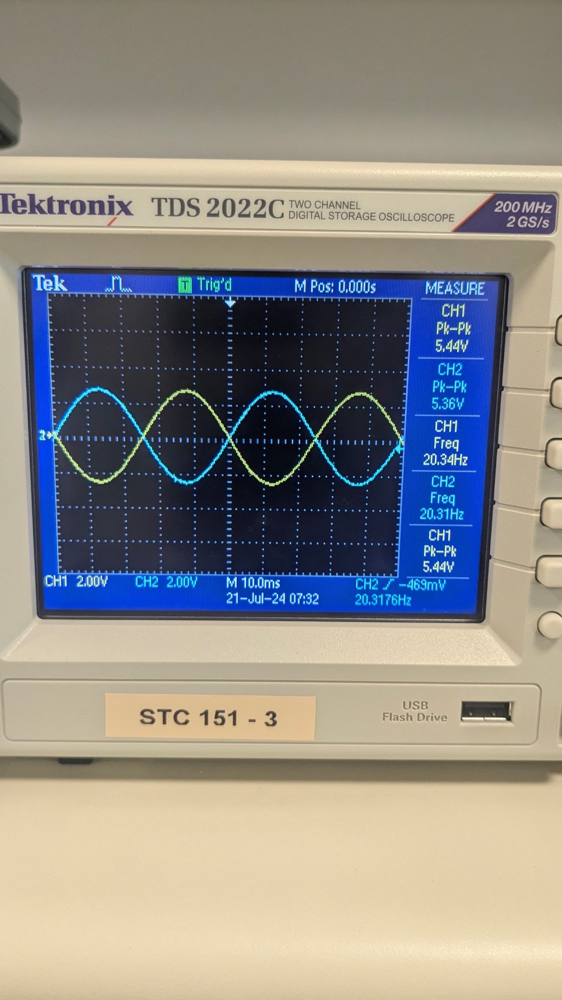 Tektronix TDS 2022C TWO CHANNEL
DIGITAL STORAGE OSCILLOSCOPE
200 MHz
2 GS/s
Tek Trig'd M Pos: 0.000s MEASURE
CH1
Pk-Pk
5.44V
CH2
Pk-Pk
5.36V
CH1
Freq
20.34Hz
CH2
Freq
20.31Hz
CH1
Pk-Pk
5.44V
2
CH1 2.00V CH2 2.00V M 10.0ms CH2 -469mV
21-Jul-24 07:32 20.3176Hz
STC 151 - 3
USB
Flash Drive